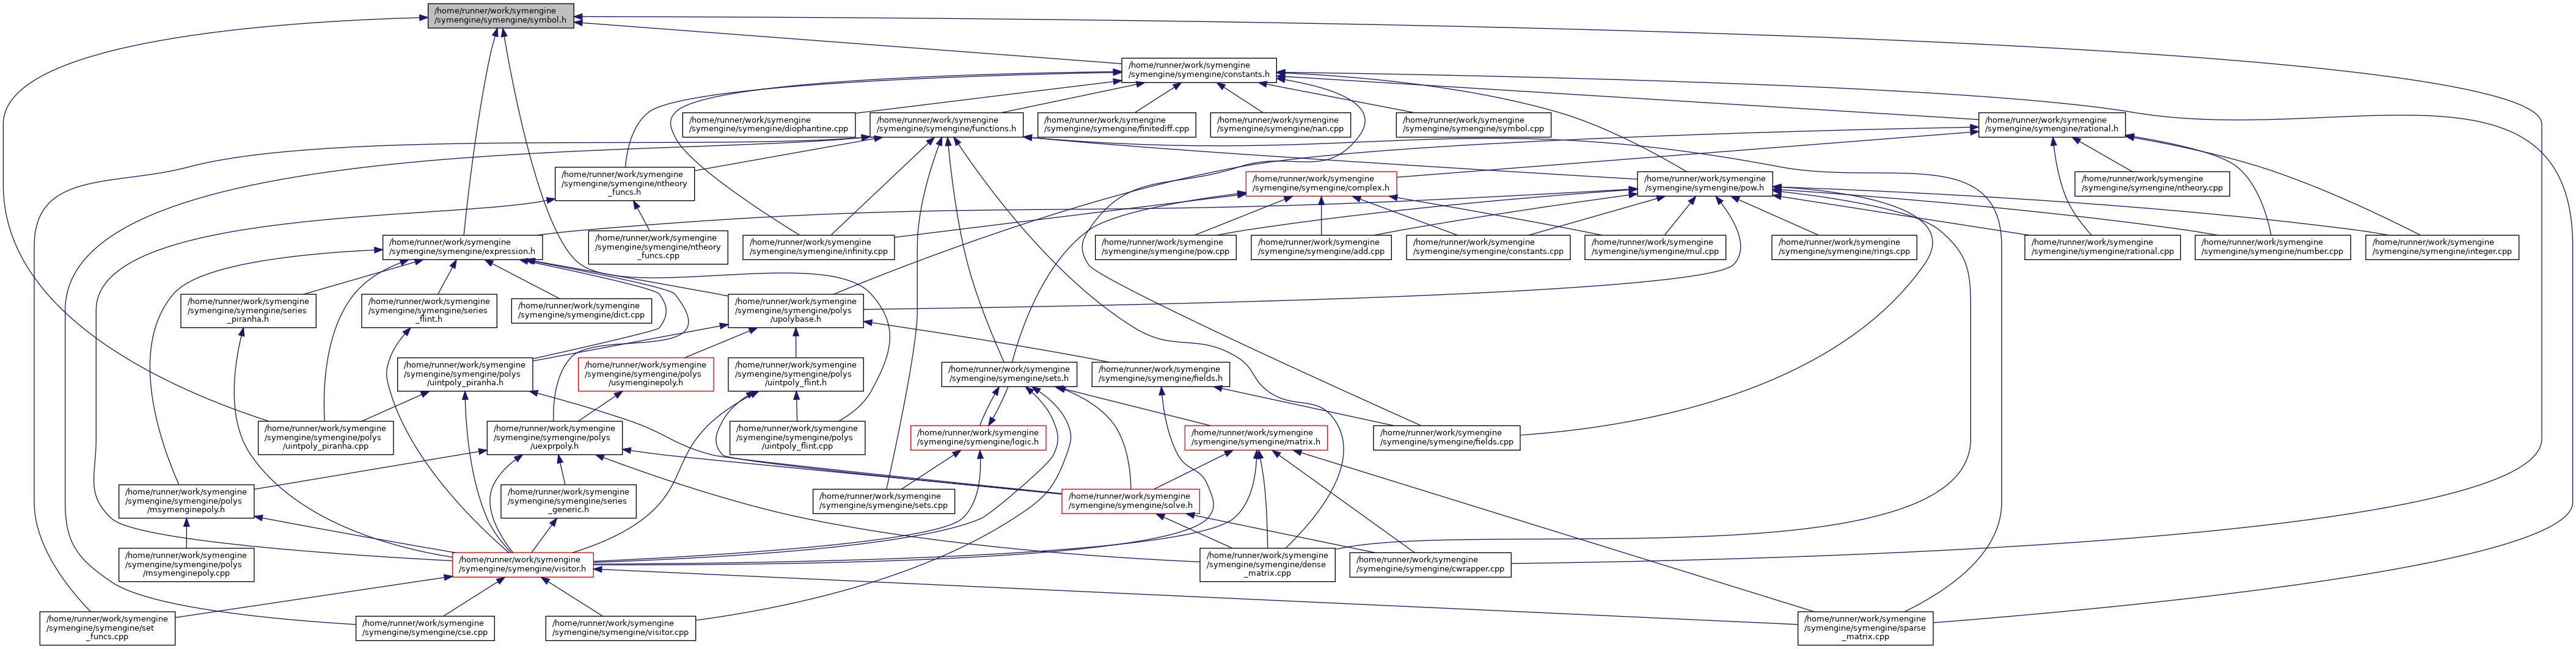 /home/runner/work/symengine
/symengine/symengine/symbol.h
/home/runner/work/symengine
/symengine/symengine/constants.h
/home/runner/work/symengine
/symengine/symengine/diophantine.cpp
/home/runner/work/symengine
/symengine/symengine/functions.h
/home/runner/work/symengine
/symengine/symengine/finitediff.cpp
/home/runner/work/symengine
/symengine/symengine/nan.cpp
/home/runner/work/symengine
/symengine/symengine/symbol.cpp
/home/runner/work/symengine
/symengine/symengine/rational.h
/home/runner/work/symengine
/symengine/symengine/ntheory
_funcs.h
/home/runner/work/symengine
/symengine/symengine/complex.h
/home/runner/work/symengine
/symengine/symengine/pow.h
/home/runner/work/symengine
/symengine/symengine/ntheory.cpp
/home/runner/work/symengine
/symengine/symengine/expression.h
/home/runner/work/symengine
/symengine/symengine/ntheory
_funcs.cpp
/home/runner/work/symengine
/symengine/symengine/infinity.cpp
/home/runner/work/symengine
/symengine/symengine/pow.cpp
/home/runner/work/symengine
/symengine/symengine/add.cpp
/home/runner/work/symengine
/symengine/symengine/constants.cpp
/home/runner/work/symengine
/symengine/symengine/mul.cpp
/home/runner/work/symengine
/symengine/symengine/rings.cpp
/home/runner/work/symengine
/symengine/symengine/rational.cpp
/home/runner/work/symengine
/symengine/symengine/number.cpp
/home/runner/work/symengine
/symengine/symengine/integer.cpp
/home/runner/work/symengine
/symengine/symengine/series
_piranha.h
/home/runner/work/symengine
/symengine/symengine/series
_flint.h
/home/runner/work/symengine
/symengine/symengine/dict.cpp
/home/runner/work/symengine
/symengine/symengine/polys
/upolybase.h
/home/runner/work/symengine
/symengine/symengine/polys
/uintpoly_piranha.h
/home/runner/work/symengine
/symengine/symengine/polys
/usymenginepoly.h
/home/runner/work/symengine
/symengine/symengine/polys
/uintpoly_flint.h
/home/runner/work/symengine
/symengine/symengine/sets.h
/home/runner/work/symengine
/symengine/symengine/fields.h
/home/runner/work/symengine
/symengine/symengine/polys
/uintpoly_piranha.cpp
/home/runner/work/symengine
/symengine/symengine/polys
/uexprpoly.h
/home/runner/work/symengine
/symengine/symengine/polys
/uintpoly_flint.cpp
/home/runner/work/symengine
/symengine/symengine/logic.h
/home/runner/work/symengine
/symengine/symengine/matrix.h
/home/runner/work/symengine
/symengine/symengine/fields.cpp
/home/runner/work/symengine
/symengine/symengine/polys
/msymenginepoly.h
/home/runner/work/symengine
/symengine/symengine/series
_generic.h
/home/runner/work/symengine
/symengine/symengine/sets.cpp
/home/runner/work/symengine
/symengine/symengine/solve.h
/home/runner/work/symengine
/symengine/symengine/polys
/msymenginepoly.cpp
/home/runner/work/symengine
/symengine/symengine/visitor.h
/home/runner/work/symengine
/symengine/symengine/dense
_matrix.cpp
/home/runner/work/symengine
/symengine/symengine/cwrapper.cpp
/home/runner/work/symengine
/symengine/symengine/set
_funcs.cpp
/home/runner/work/symengine
/symengine/symengine/cse.cpp
/home/runner/work/symengine
/symengine/symengine/visitor.cpp
/home/runner/work/symengine
/symengine/symengine/sparse
_matrix.cpp